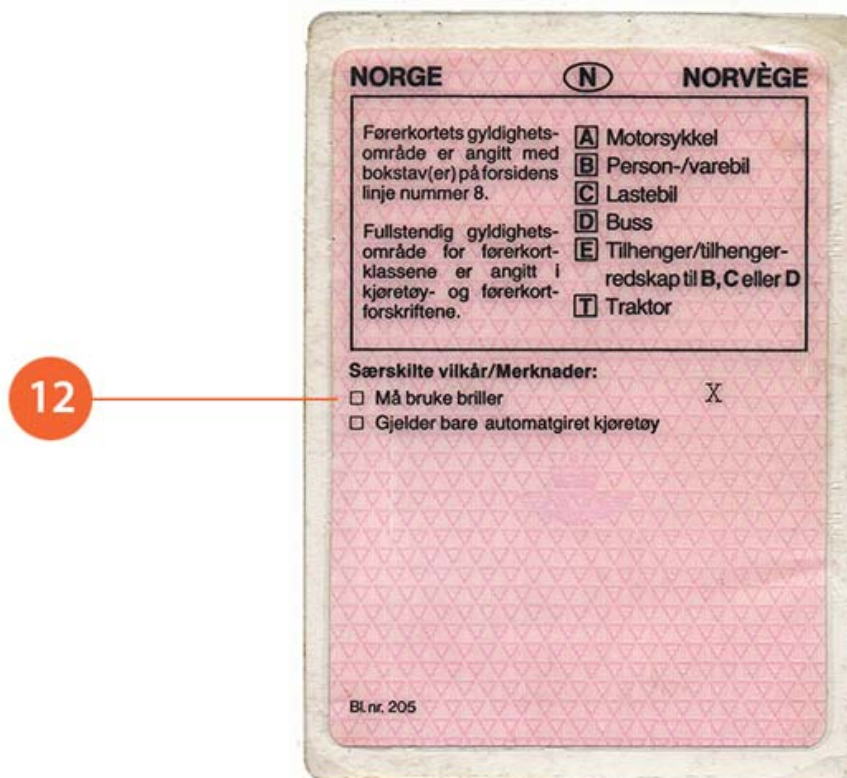 NORGE N NORVÈGE
Førerkortets gyldighets-
område er angitt med
bokstav(er) på forsidens
linje nummer 8.
Fullstendig gyldighets-
område for førerkort-
klassene er angitt i
kjøretøy- og førerkort-
forskriftene.
A Motorsykkel
B Person-/varebil
C Lastebil
D Buss
E Tilhenger/tilhenger-
redskap til B, C eller D
T Traktor
Særskilte vilkår/Merknader:
12
☐ Må bruke briller X
☐ Gjelder bare automatgiret kjøretøy
Bl. nr. 205